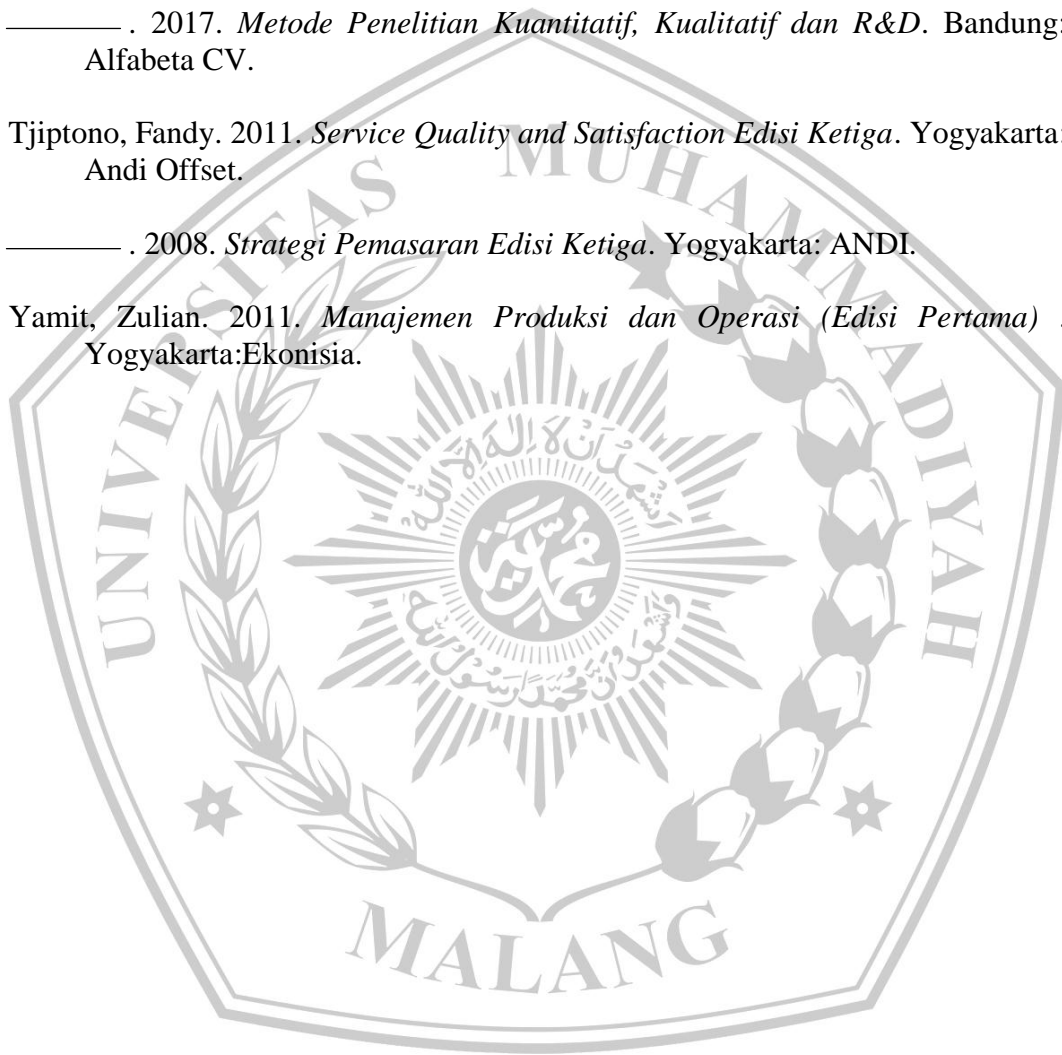 . 2017. Metode Penelitian Kuantitatif, Kualitatif dan R&D. Bandung:
Alfabeta CV.
Tjiptono, Fandy. 2011. Service Quality and Satisfaction Edisi Ketiga. Yogyakarta:
Andi Offset.
. 2008. Strategi Pemasaran Edisi Ketiga. Yogyakarta: ANDI.
Yamit, Zulian. 2011. Manajemen Produksi dan Operasi (Edisi Pertama) .
Yogyakarta:Ekonisia.
UNIVERSITAS MUHAMMADIYAH
MALANG